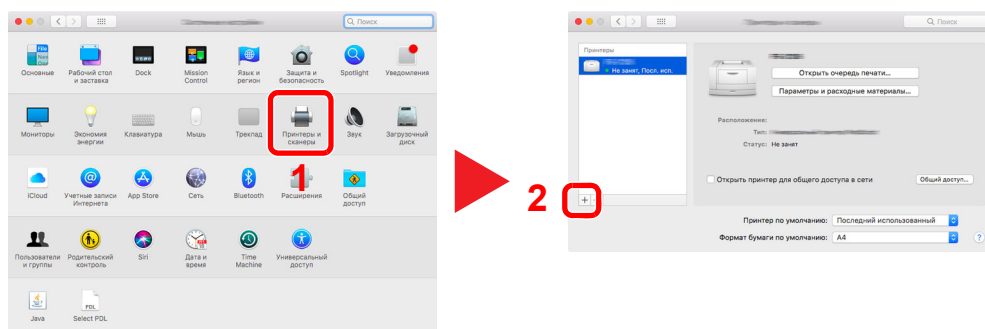 Поиск
File
New
Open
Основные
Рабочий стол
и заставка
Dock
Mission
Control
Язык и
регион
Защита и
безопасность
Spotlight
Уведомления
Мониторы
Экономия
энергии
Клавиатура
Мышь
Трекпад
Принтеры и
сканеры
Звук
Загрузочный
диск
1
iCloud
Учетные записи
Интернета
App Store
Сеть
Bluetooth
Расширения
Общий
доступ
Пользователи
и группы
Родительский
контроль
Siri
Дата и
время
Time
Machine
Универсальный
доступ
Java
PDL
Select PDL
2
Поиск
Принтеры
Не занят, Посл. исп.
Открыть очередь печати...
Параметры и расходные материалы...
Расположение:
Тип:
Статус: Не занят
Открыть принтер для общего доступа в сети
Общий доступ...
+ -
Принтер по умолчанию: Последний использованный
Формат бумаги по умолчанию: A4
?